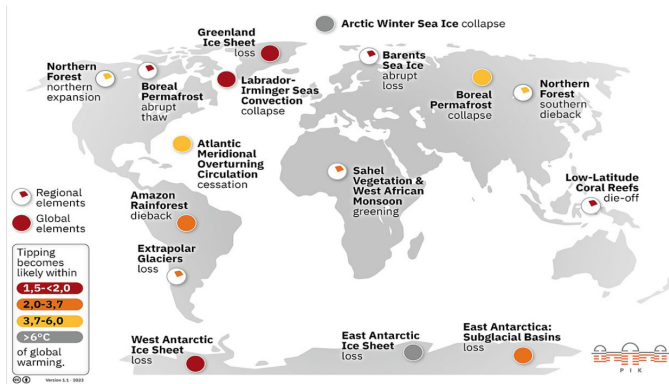 Arctic Winter Sea Ice collapse
Greenland
Ice Sheet
loss
Northern
Forest
northern
expansion
Boreal
Permafrost
abrupt
thaw
Labrador-
Irminger Seas
Convection
collapse
Barents
Sea Ice
abrupt
loss
Boreal
Permafrost
collapse
Northern
Forest
southern
dieback
Atlantic
Meridional
Overturning
Circulation
cessation
Sahel
Vegetation &
West African
Monsoon
greening
Low-Latitude
Coral Reefs
die-off
Regional
elements
Global
elements
Amazon
Rainforest
dieback
Extrapolar
Glaciers
loss
Tipping
becomes
likely within
1,5-<2,0
2,0-3,7
3,7-6,0
>6°C
of global
warming.
West Antarctic
Ice Sheet
loss
East Antarctic
Ice Sheet
loss
East Antarctica:
Subglacial Basins
loss
P I K
Version 1.1 - 2023